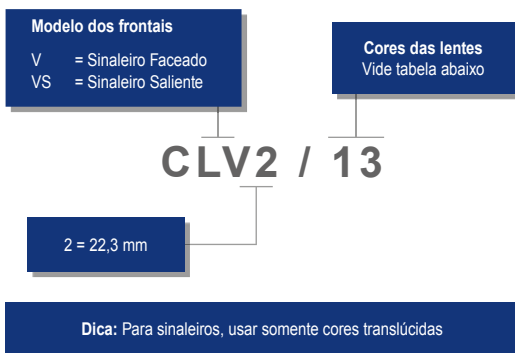 Modelo dos frontais
V = Sinaleiro Faceado
VS = Sinaleiro Saliente
Cores das lentes
Vide tabela abaixo
CLV2 / 13
2 = 22,3 mm
Dica: Para sinaleiros, usar somente cores translúcidas